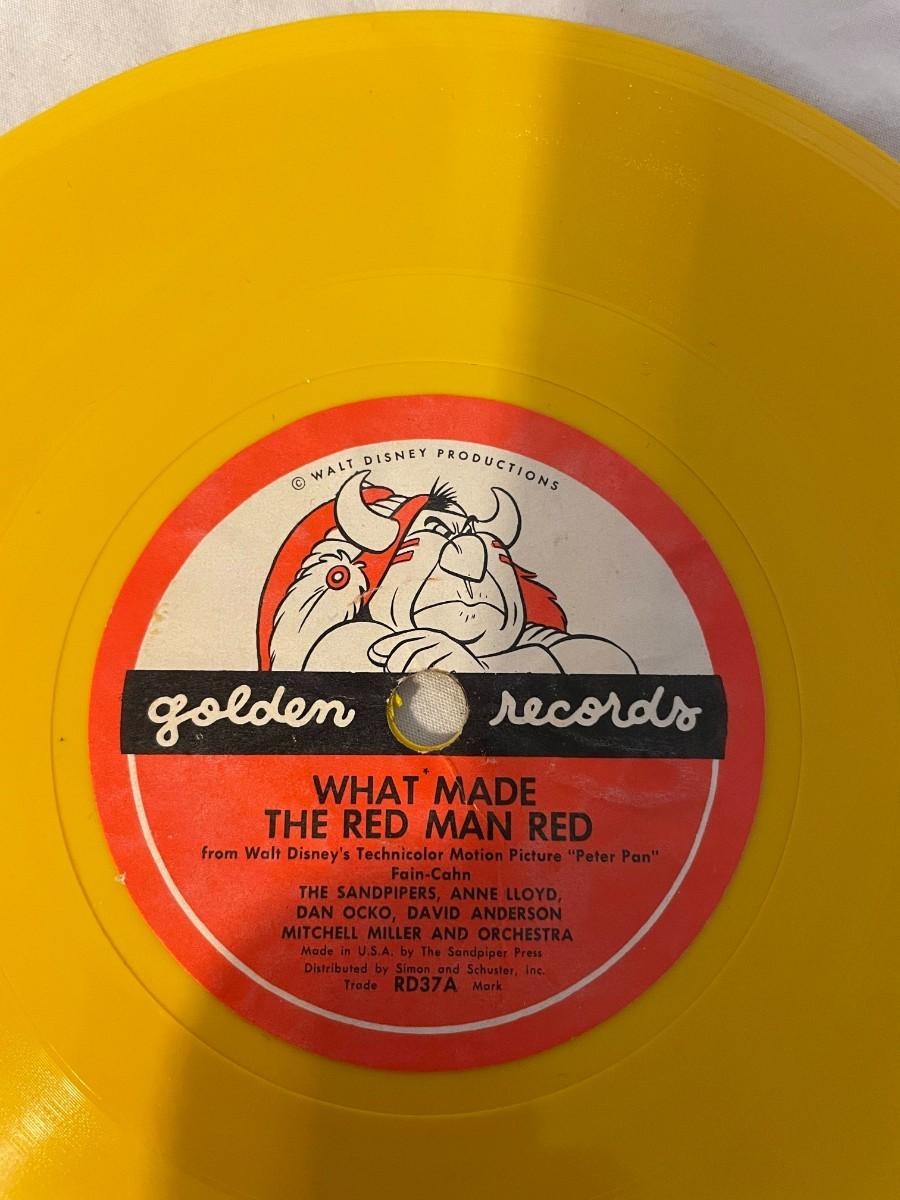 © WALT DISNEY PRODUCTIONS
golden records
WHAT MADE
THE RED MAN RED
from Walt Disney's Technicolor Motion Picture "Peter Pan"
Fain-Cahn
THE SANDPIPERS, ANNE LLOYD,
DAN OCKO, DAVID ANDERSON
MITCHELL MILLER AND ORCHESTRA
Made in U.S.A. by The Sandpiper Press
Distributed by Simon and Schuster, Inc.
Trade RD37A Mark